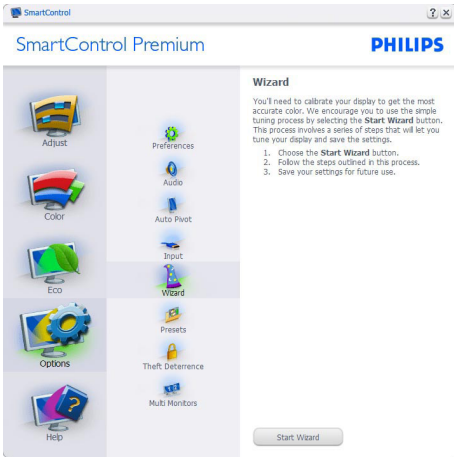 SmartControl
SmartControl Premium
PHILIPS
Adjust
Color
Eco
Options
Help
Preferences
Audio
Auto Pivot
Input
Wizard
Presets
Theft Deterrence
Multi Monitors
Wizard
You'll need to calibrate your display to get the most
accurate color. We encourage you to use the simple
tuning process by selecting the Start Wizard button.
This process involves a series of steps that will let you
tune your display and save the settings.
1. Choose the Start Wizard button.
2. Follow the steps outlined in this process.
3. Save your settings for future use.
Start Wizard